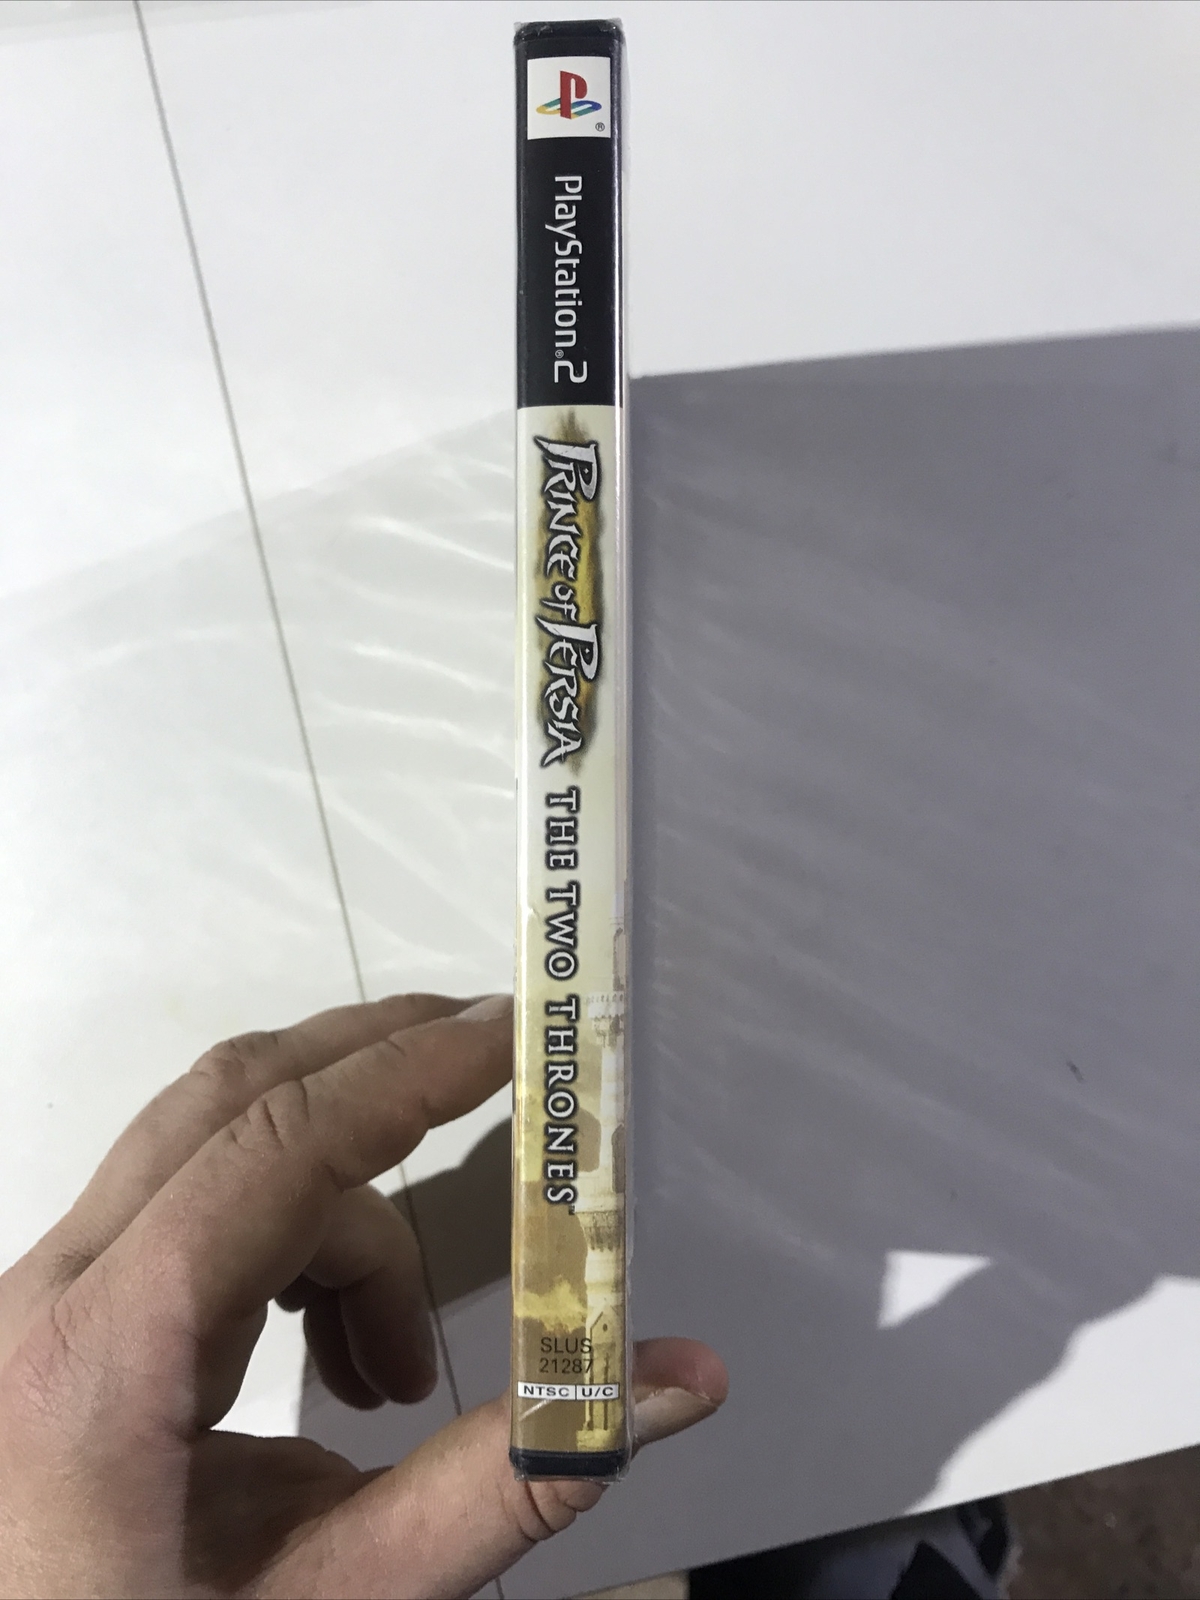 ®
PlayStation®2
PRINCE OF PERSIA THE TWO THRONES™
SLUS
21287
NTSC U/C